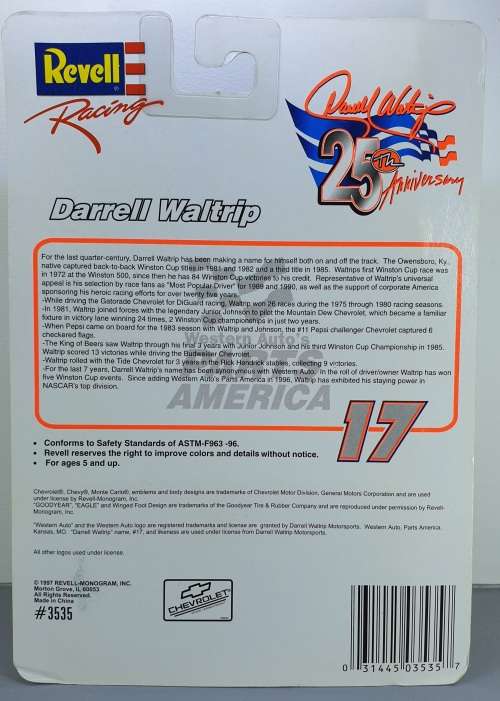 Revell
Racing
Darrell Waltrip
25Th
Anniversary
Darrell Waltrip
For the last quarter-century, Darrell Waltrip has been making a name for himself both on and off the track. The Owensboro, Ky.,
native captured back-to-back Winston Cup titles in 1981 and 1982 and a third title in 1985. Waltrips first Winston Cup race was
in 1972 at the Winston 500, since then he has 84 Winston Cup victories to his credit. Representative of Waltrip's universal
appeal is his selection by race fans as "Most Popular Driver" for 1989 and 1990, as well as the support of corporate America
sponsoring his heroic racing efforts for over twenty five years.
-While driving the Gatorade Chevrolet for DiGuard racing, Waltrip won 26 races during the 1975 through 1980 racing seasons.
-In 1981, Waltrip joined forces with the legendary Junior Johnson to pilot the Mountain Dew Chevrolet, which became a familiar
fixture in victory lane winning 24 times, 2 Winston Cup championships in just two years.
-When Pepsi came on board for the 1983 season with Waltrip and Johnson, the #11 Pepsi challenger Chevrolet captured 6
checkered flags.
-The King of Beers saw Waltrip through his final 3 years with Junior Johnson and his third Winston Cup Championship in 1985.
Waltrip scored 13 victories while driving the Budweiser Chevrolet.
-Waltrip rolled with the Tide Chevrolet for 3 years in the Rick Hendrick stables, collecting 9 victories.
-For the last 7 years, Darrell Waltrip's name has been synonymous with Western Auto. In the roll of driver/owner Waltrip has won
five Winston Cup events. Since adding Western Auto's Parts America in 1996, Waltrip has exhibited his staying power in
NASCAR's top division.
Western Auto's
PARTS
AMERICA
17
• Conforms to Safety Standards of ASTM-F963 -96.
• Revell reserves the right to improve colors and details without notice.
• For ages 5 and up.
Chevrolet®, Chevy®, Monte Carlo®; emblems and body designs are trademarks of Chevrolet Motor Division, General Motors Corporation and are used
under license by Revell-Monogram, Inc.
"GOODYEAR", "EAGLE" and Winged Foot Design are trademarks of the Goodyear Tire & Rubber Company and are reproduced under permission by Revell-
Monogram, Inc.
"Western Auto" and the Western Auto logo are registered trademarks and license are granted by Darrell Waltrip Motorsports. Western Auto, Parts America,
Kansas, MO. "Darrell Waltrip" name, #17, and likeness are used under license from Darrell Waltrip Motorsports.
All other logos used under license.
© 1997 REVELL-MONOGRAM, INC.
Morton Grove, IL 60053
All Rights Reserved.
Made in China
#3535
CHEVROLET
0 31445 03535 7